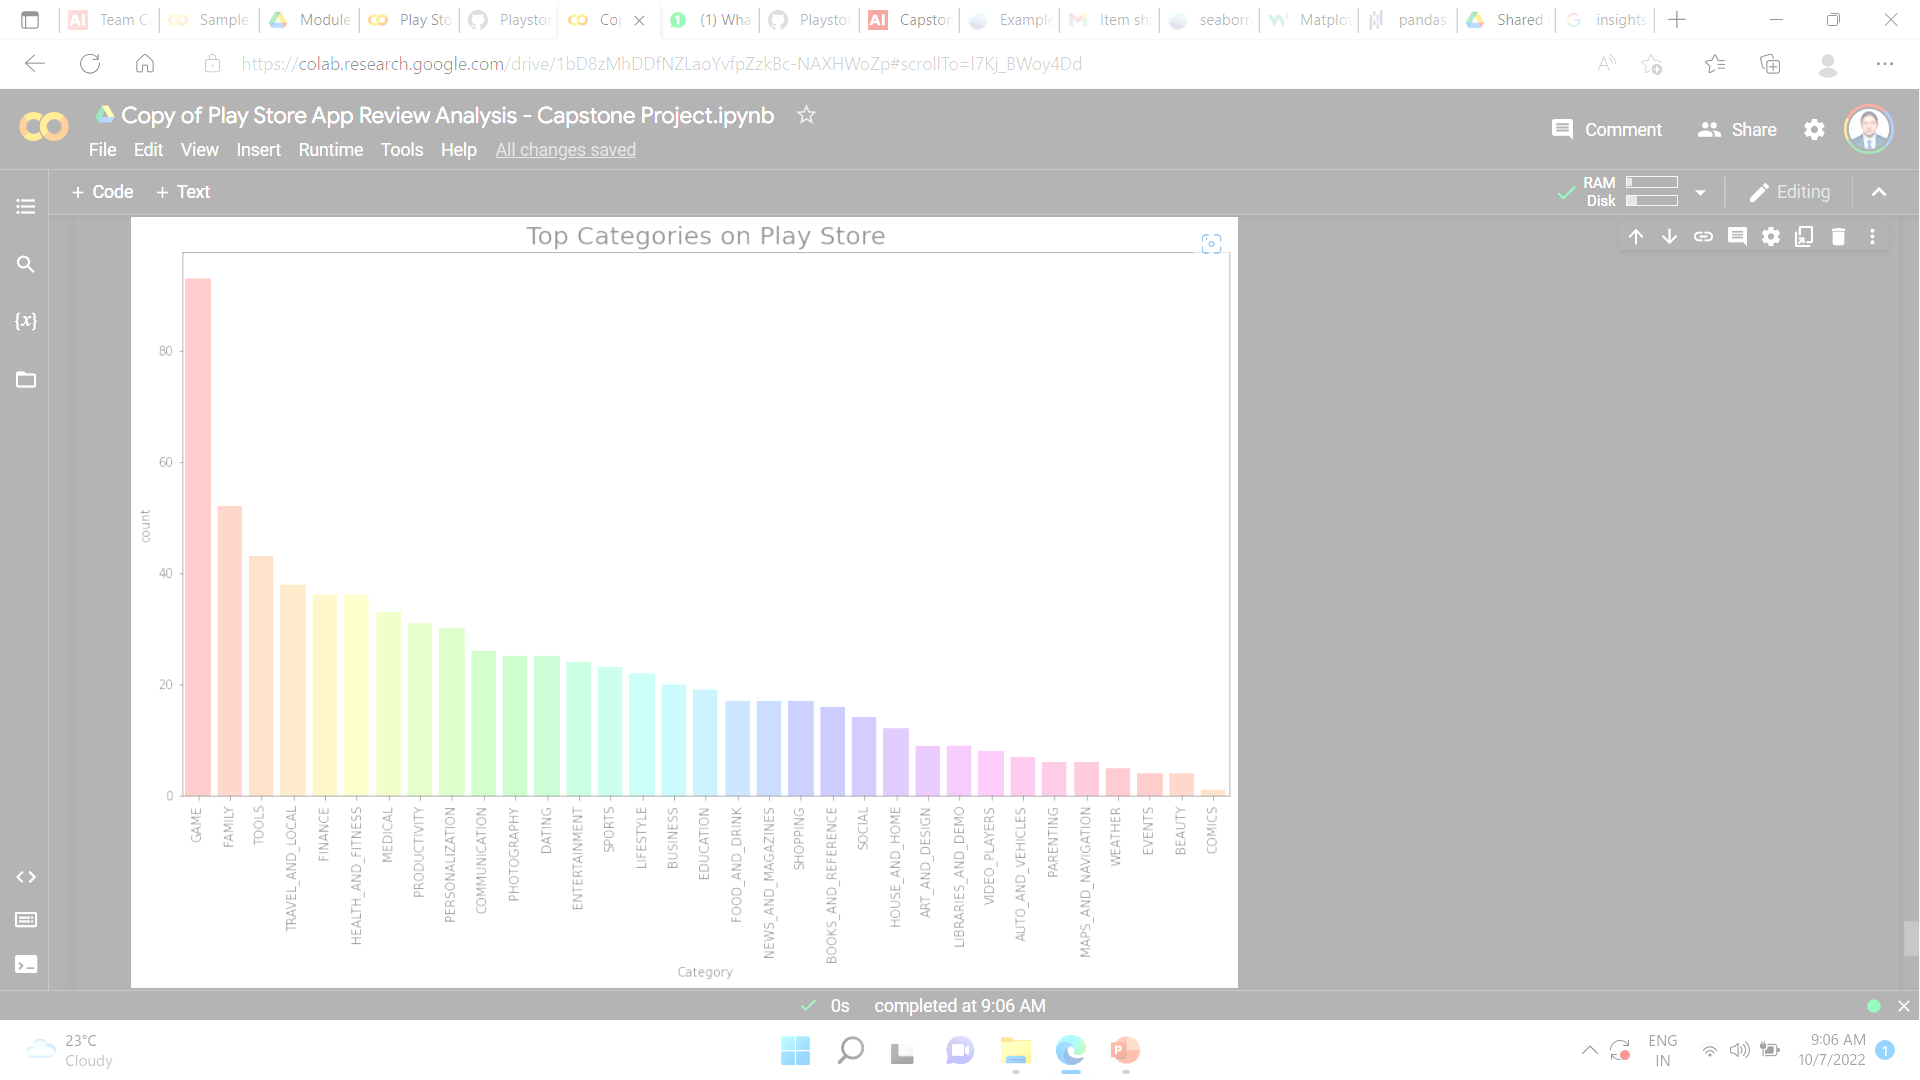 Team Ca
Sample
Module
Play Sto
Playstor
Co
(1) Wha
Playstor
AI
Capston
Example
Item sha
seaborn
Matplot
pandas.
Shared
insights
https://colab.research.google.com/drive/1bD8zMhDDfNZLaoYvfpZzkBc-NAXHWoZp#scrollTo=l7Kj_BWoy4Dd
Copy of Play Store App Review Analysis - Capstone Project.ipynb
Comment
Share
File Edit View Insert Runtime Tools Help All changes saved
+ Code + Text
RAM
Disk
Editing
{x}
Top Categories on Play Store
80
60
40
20
0
count
GAME
FAMILY
TOOLS
TRAVEL_AND_LOCAL
FINANCE
HEALTH_AND_FITNESS
MEDICAL
PRODUCTIVITY
PERSONALIZATION
COMMUNICATION
PHOTOGRAPHY
DATING
ENTERTAINMENT
SPORTS
LIFESTYLE
BUSINESS
EDUCATION
FOOD_AND_DRINK
NEWS_AND_MAGAZINES
SHOPPING
BOOKS_AND_REFERENCE
SOCIAL
HOUSE_AND_HOME
ART_AND_DESIGN
LIBRARIES_AND_DEMO
VIDEO_PLAYERS
AUTO_AND_VEHICLES
PARENTING
MAPS_AND_NAVIGATION
WEATHER
EVENTS
BEAUTY
COMICS
Category
0s completed at 9:06 AM
23°C
Cloudy
ENG
IN
9:06 AM
10/7/2022
1